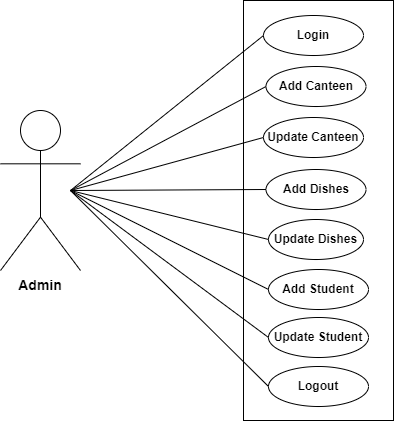 Login
Add Canteen
Update Canteen
Add Dishes
Update Dishes
Admin
Add Student
Update Student
Logout